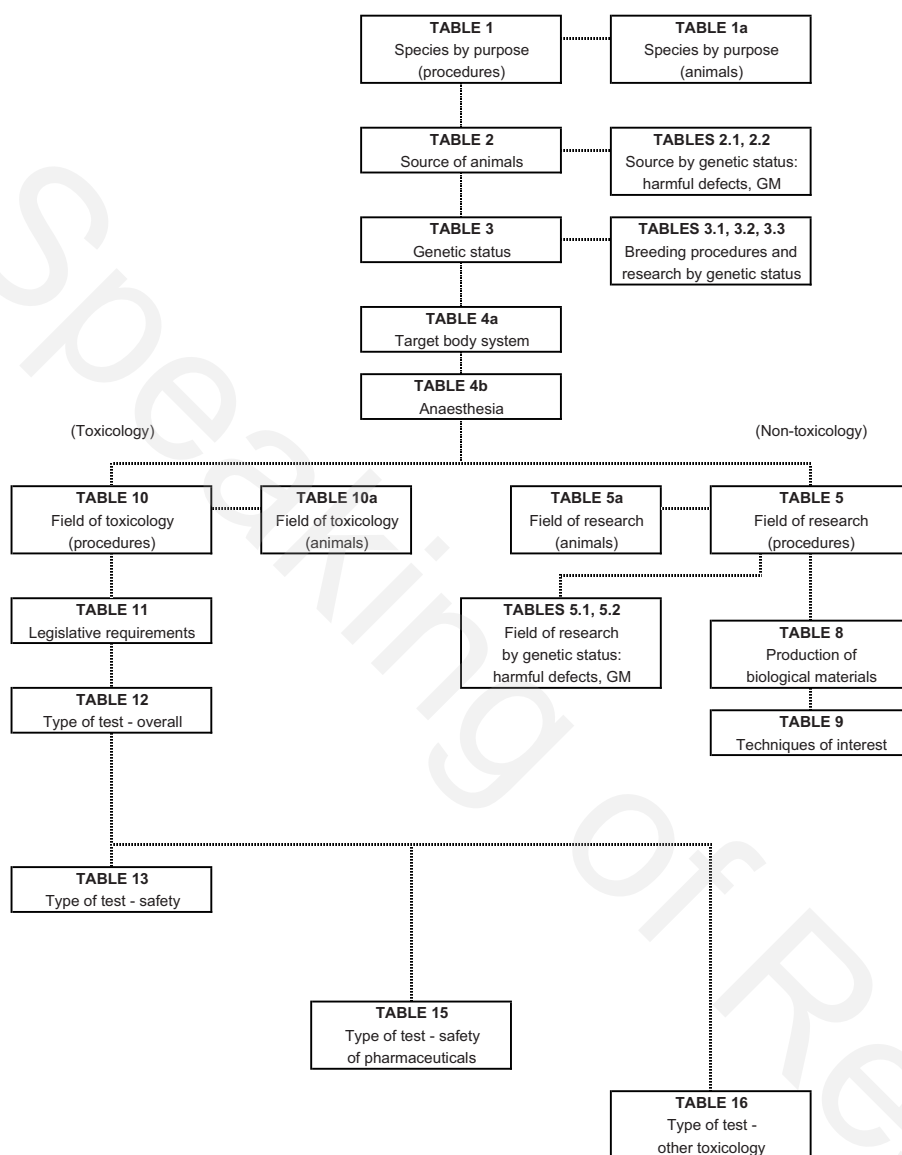 TABLE 1
Species by purpose
(procedures)
TABLE 1a
Species by purpose
(animals)
TABLE 2
Source of animals
TABLES 2.1, 2.2
Source by genetic status:
harmful defects, GM
TABLE 3
Genetic status
TABLES 3.1, 3.2, 3.3
Breeding procedures and
research by genetic status
TABLE 4a
Target body system
TABLE 4b
Anaesthesia
(Toxicology)
(Non-toxicology)
TABLE 10
Field of toxicology
(procedures)
TABLE 10a
Field of toxicology
(animals)
TABLE 5a
Field of research
(animals)
TABLE 5
Field of research
(procedures)
TABLE 11
Legislative requirements
TABLES 5.1, 5.2
Field of research
by genetic status:
harmful defects, GM
TABLE 8
Production of
biological materials
TABLE 12
Type of test - overall
TABLE 9
Techniques of interest
TABLE 13
Type of test - safety
TABLE 15
Type of test - safety
of pharmaceuticals
TABLE 16
Type of test -
other toxicology
Speaking of Re